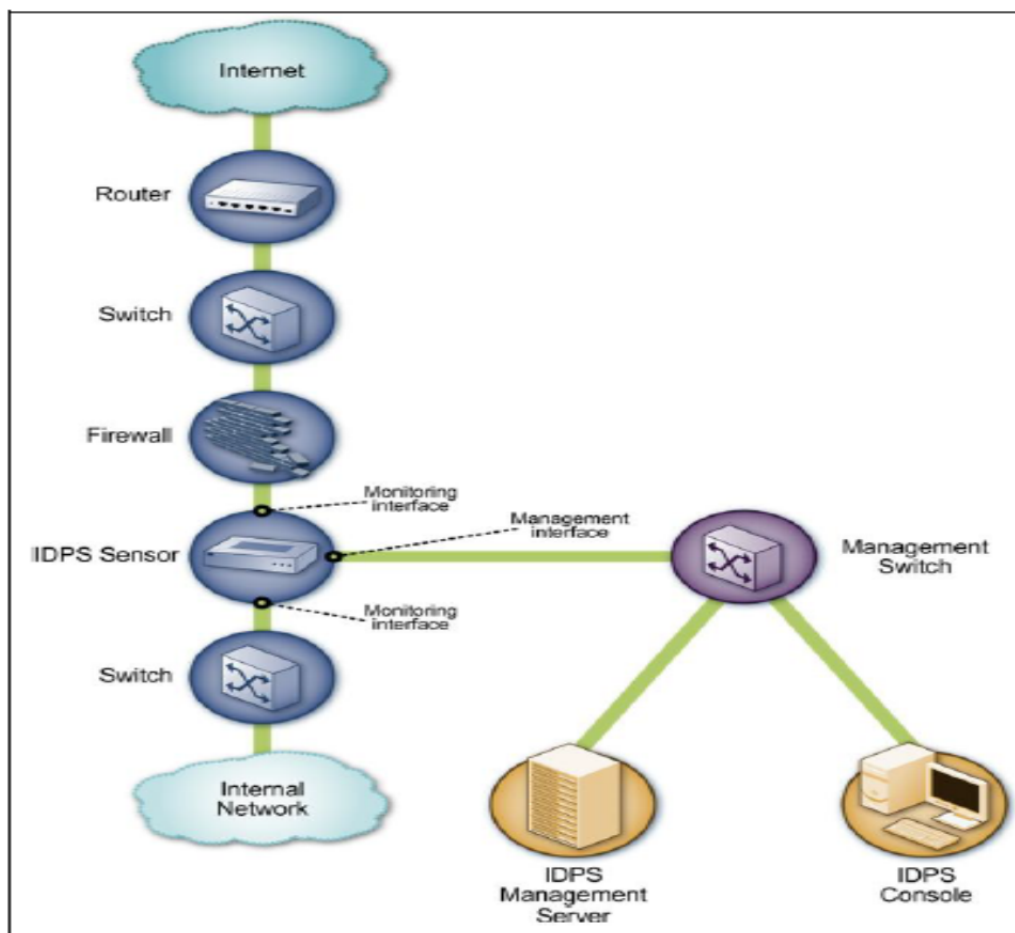 Internet
Router
Switch
Firewall
Monitoring
interface
Management
interface
IDPS Sensor
Management
Switch
Monitoring
interface
Switch
Internal
Network
IDPS
Management
Server
IDPS
Console